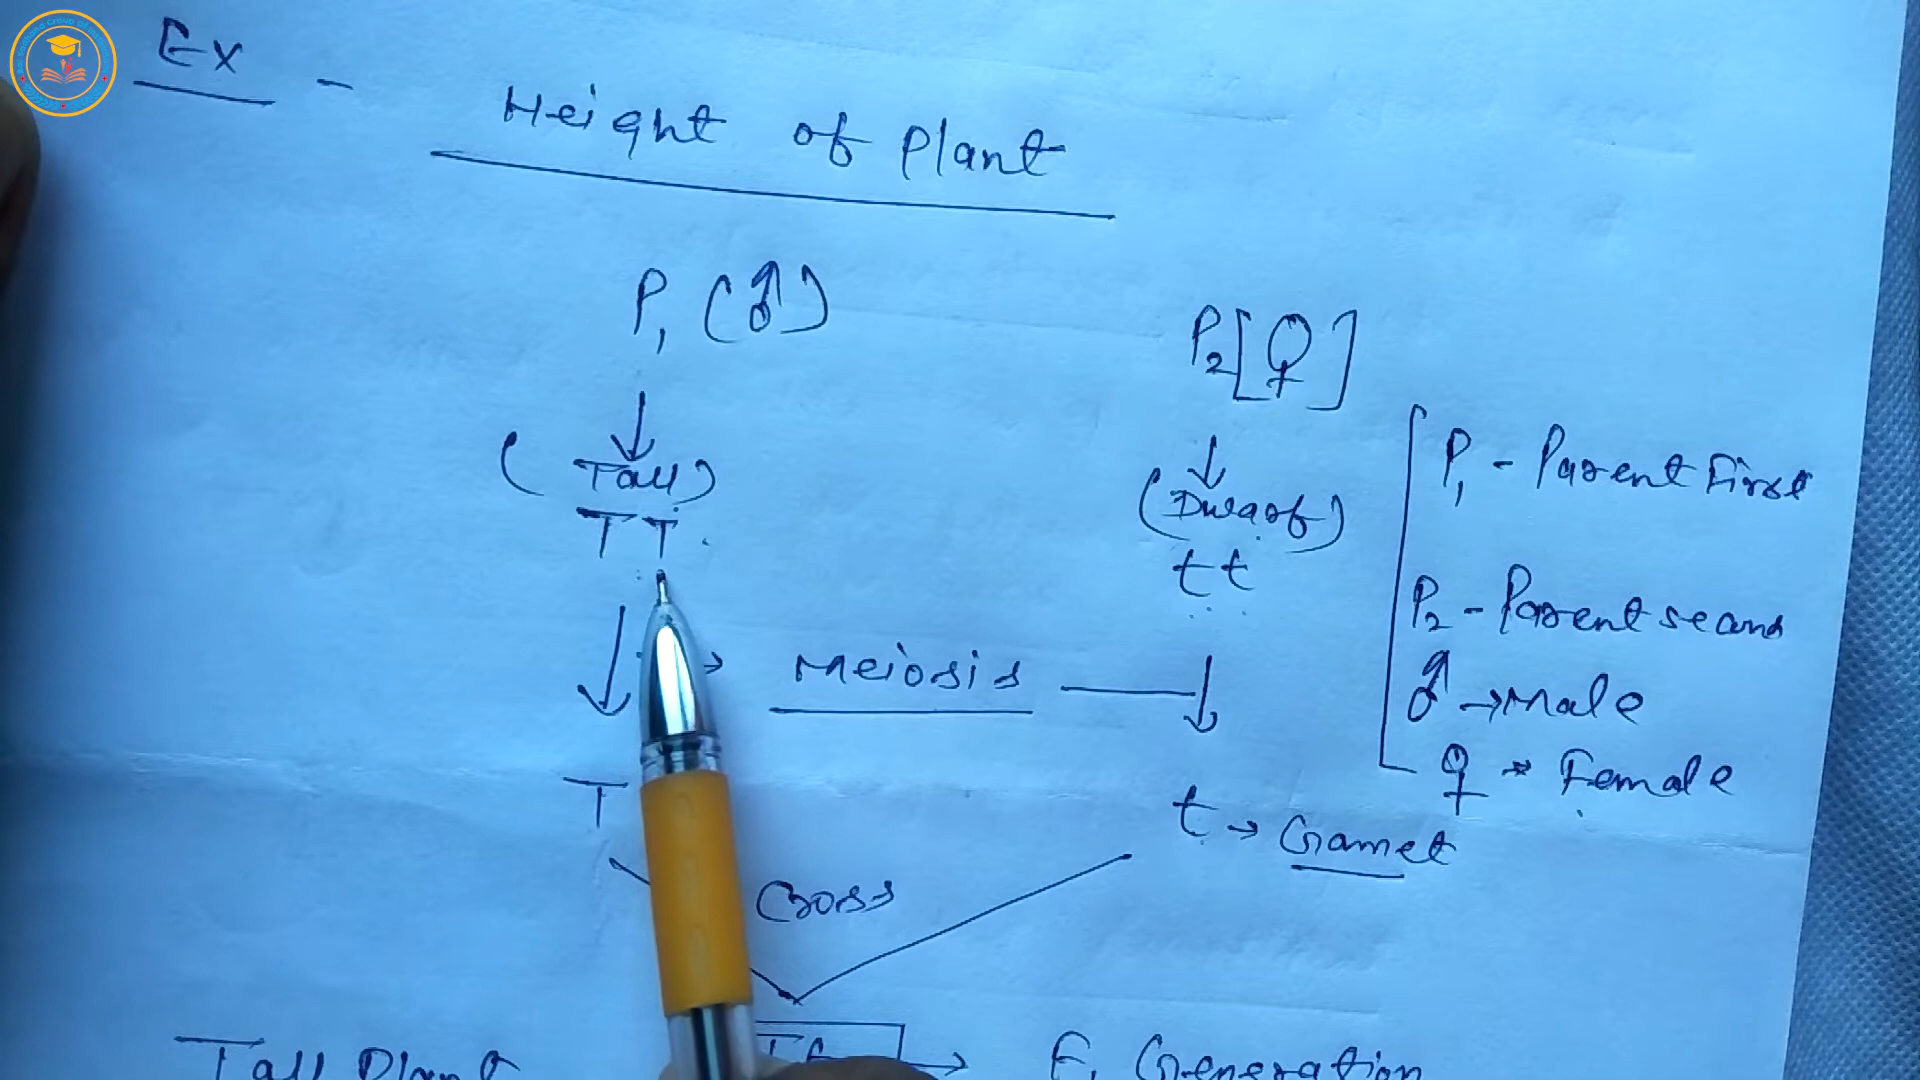 Ex -
Height of Plant
P1 (♂)
P2 [♀]
(Tall)
TT
(Dwarf)
tt
P1 - Parent First
P2 - Parent second
♂ → Male
♀ → Female
→ Meiosis
T
t → Gamet
Cross
Tall Plant
→ F1 Generation